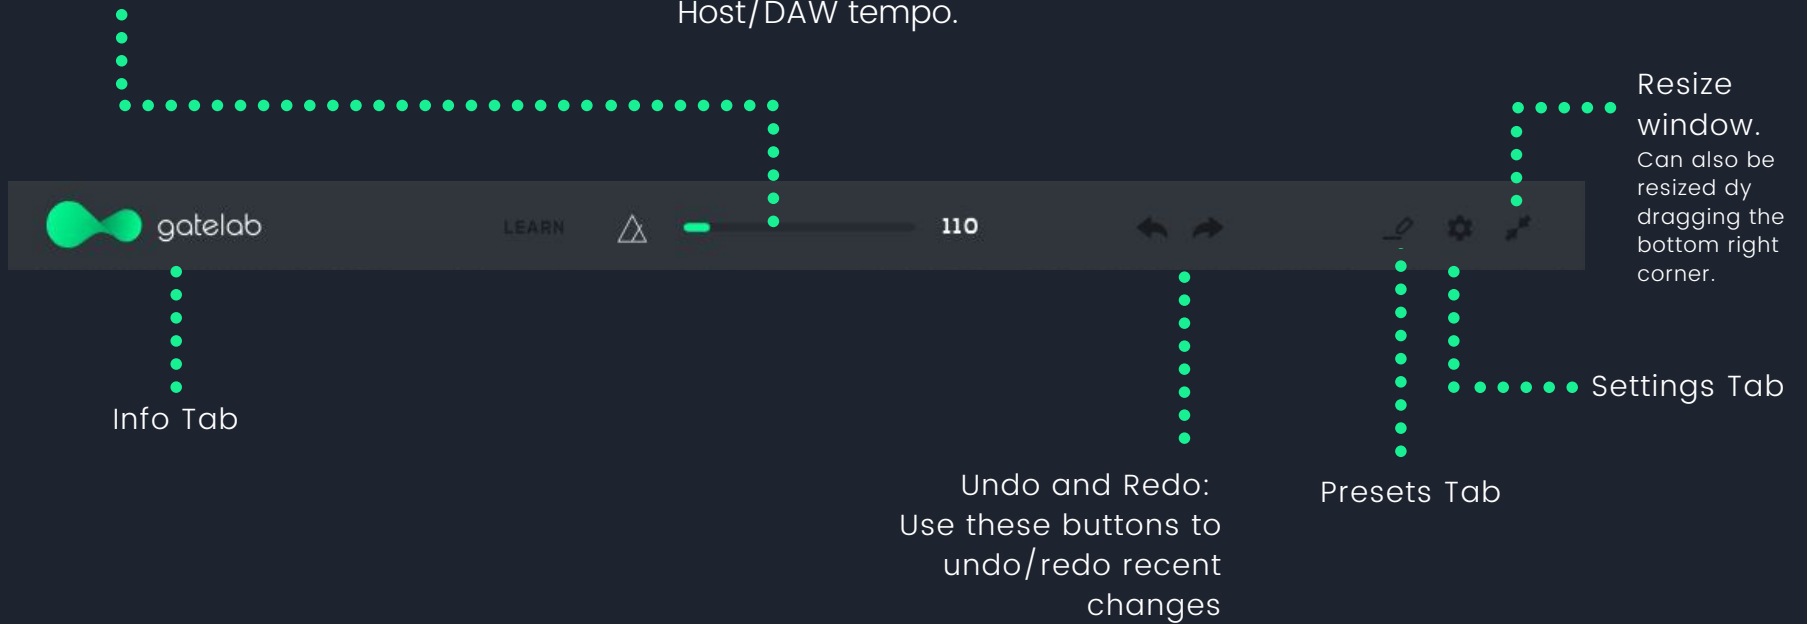 Host/DAW tempo.
Resize
window.
Can also be
resized dy
dragging the
bottom right
corner.
gatelab
LEARN
110
Info Tab
Settings Tab
Undo and Redo:
Use these buttons to
undo/redo recent
changes
Presets Tab